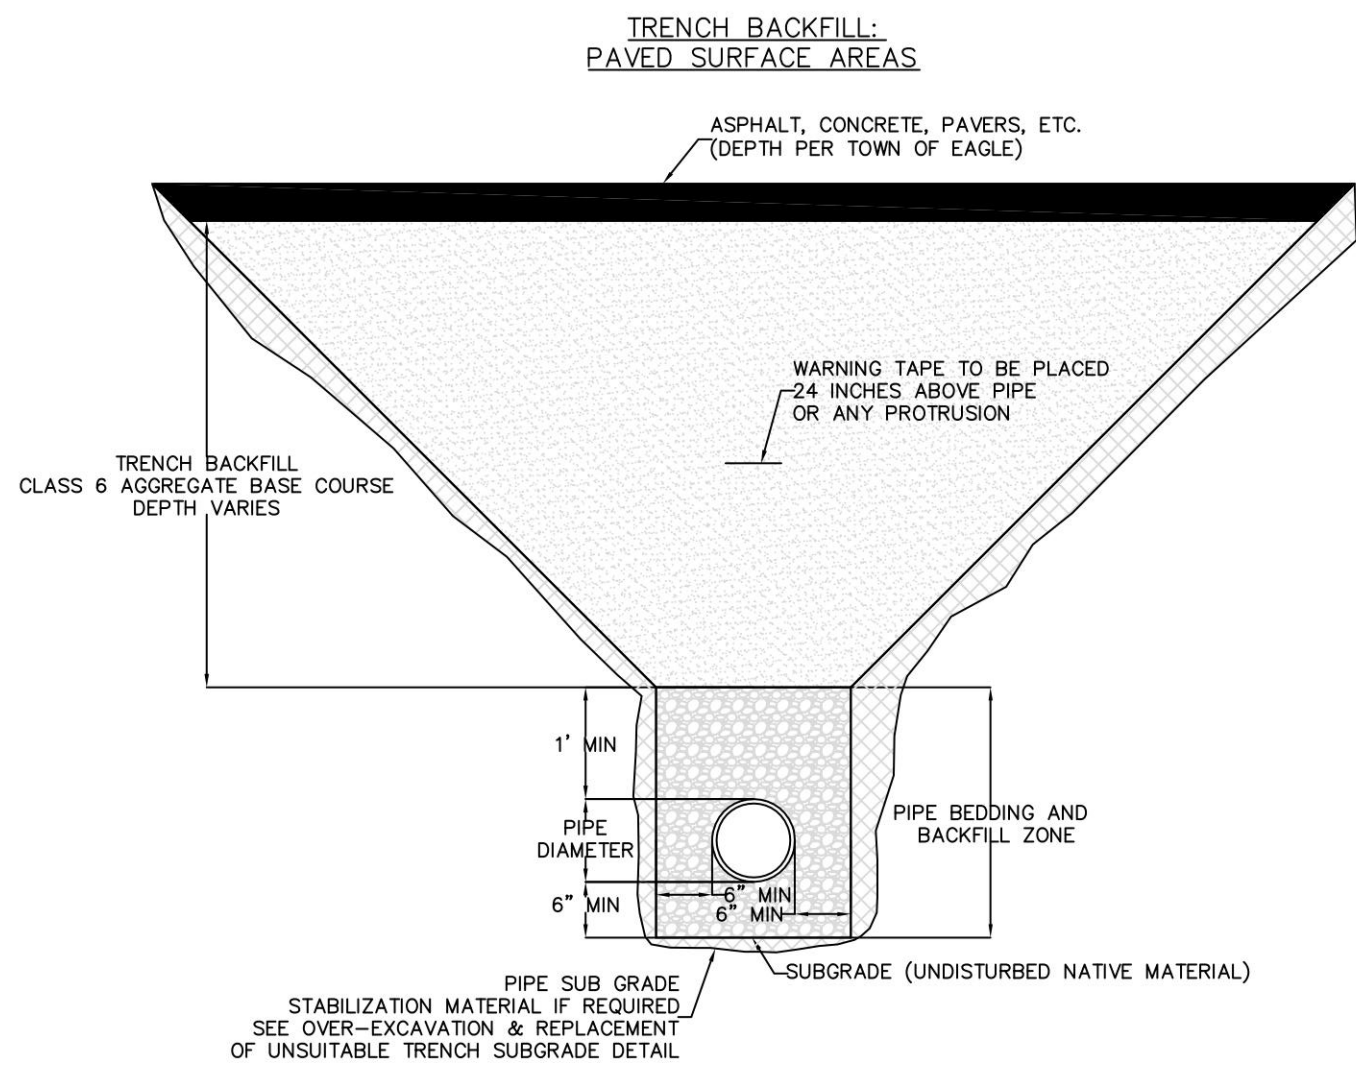 TRENCH BACKFILL:
PAVED SURFACE AREAS
ASPHALT, CONCRETE, PAVERS, ETC.
(DEPTH PER TOWN OF EAGLE)
WARNING TAPE TO BE PLACED
24 INCHES ABOVE PIPE
OR ANY PROTRUSION
TRENCH BACKFILL
CLASS 6 AGGREGATE BASE COURSE
DEPTH VARIES
1' MIN
PIPE
DIAMETER
6" MIN
6" MIN
6" MIN
PIPE BEDDING AND
BACKFILL ZONE
SUBGRADE (UNDISTURBED NATIVE MATERIAL)
PIPE SUB GRADE
STABILIZATION MATERIAL IF REQUIRED
SEE OVER-EXCAVATION & REPLACEMENT
OF UNSUITABLE TRENCH SUBGRADE DETAIL